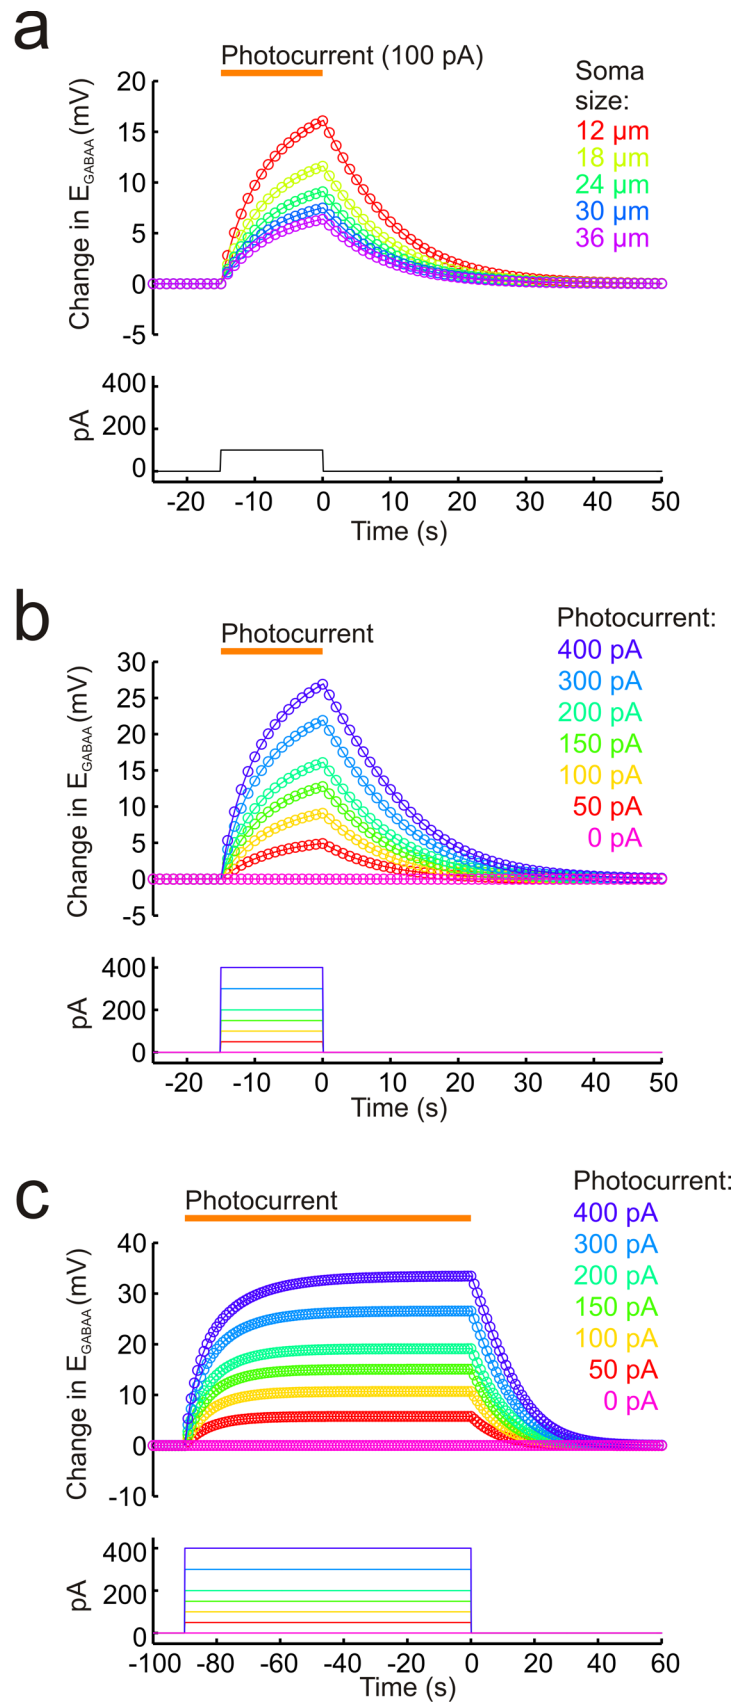 a
Photocurrent (100 pA)
Soma
size:
12 µm
18 µm
24 µm
30 µm
36 µm
Change in EGABAA (mV)
20
15
10
5
0
-5
pA
400
200
0
-20 -10 0 10 20 30 40 50
Time (s)
b
Photocurrent
Photocurrent:
400 pA
300 pA
200 pA
150 pA
100 pA
50 pA
0 pA
Change in EGABAA (mV)
30
25
20
15
10
5
0
-5
pA
400
200
0
-20 -10 0 10 20 30 40 50
Time (s)
c
Photocurrent
Photocurrent:
400 pA
300 pA
200 pA
150 pA
100 pA
50 pA
0 pA
Change in EGABAA (mV)
40
30
20
10
0
-10
pA
400
200
0
-100 -80 -60 -40 -20 0 20 40 60
Time (s)